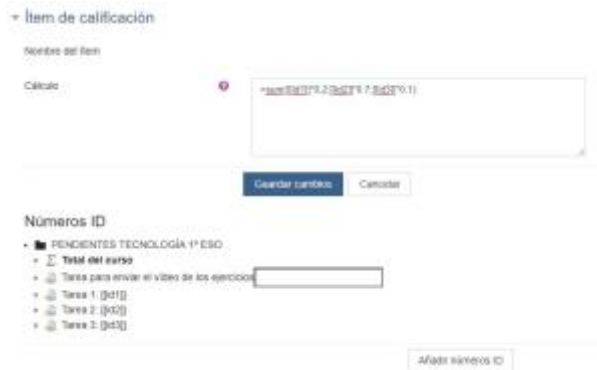 Ítem de calificación
Nombre del ítem
Cálculo
=sum([[id1]]*0.2;[[id2]]*0.7;[[id3]]*0.1)
Guardar cambios Cancelar
Números ID
PENDIENTES TECNOLOGÍA 1º ESO
Total del curso
Tarea para enviar el vídeo de los ejercicios
Tarea 1: [[id1]]
Tarea 2: [[id2]]
Tarea 3: [[id3]]
Añadir números ID